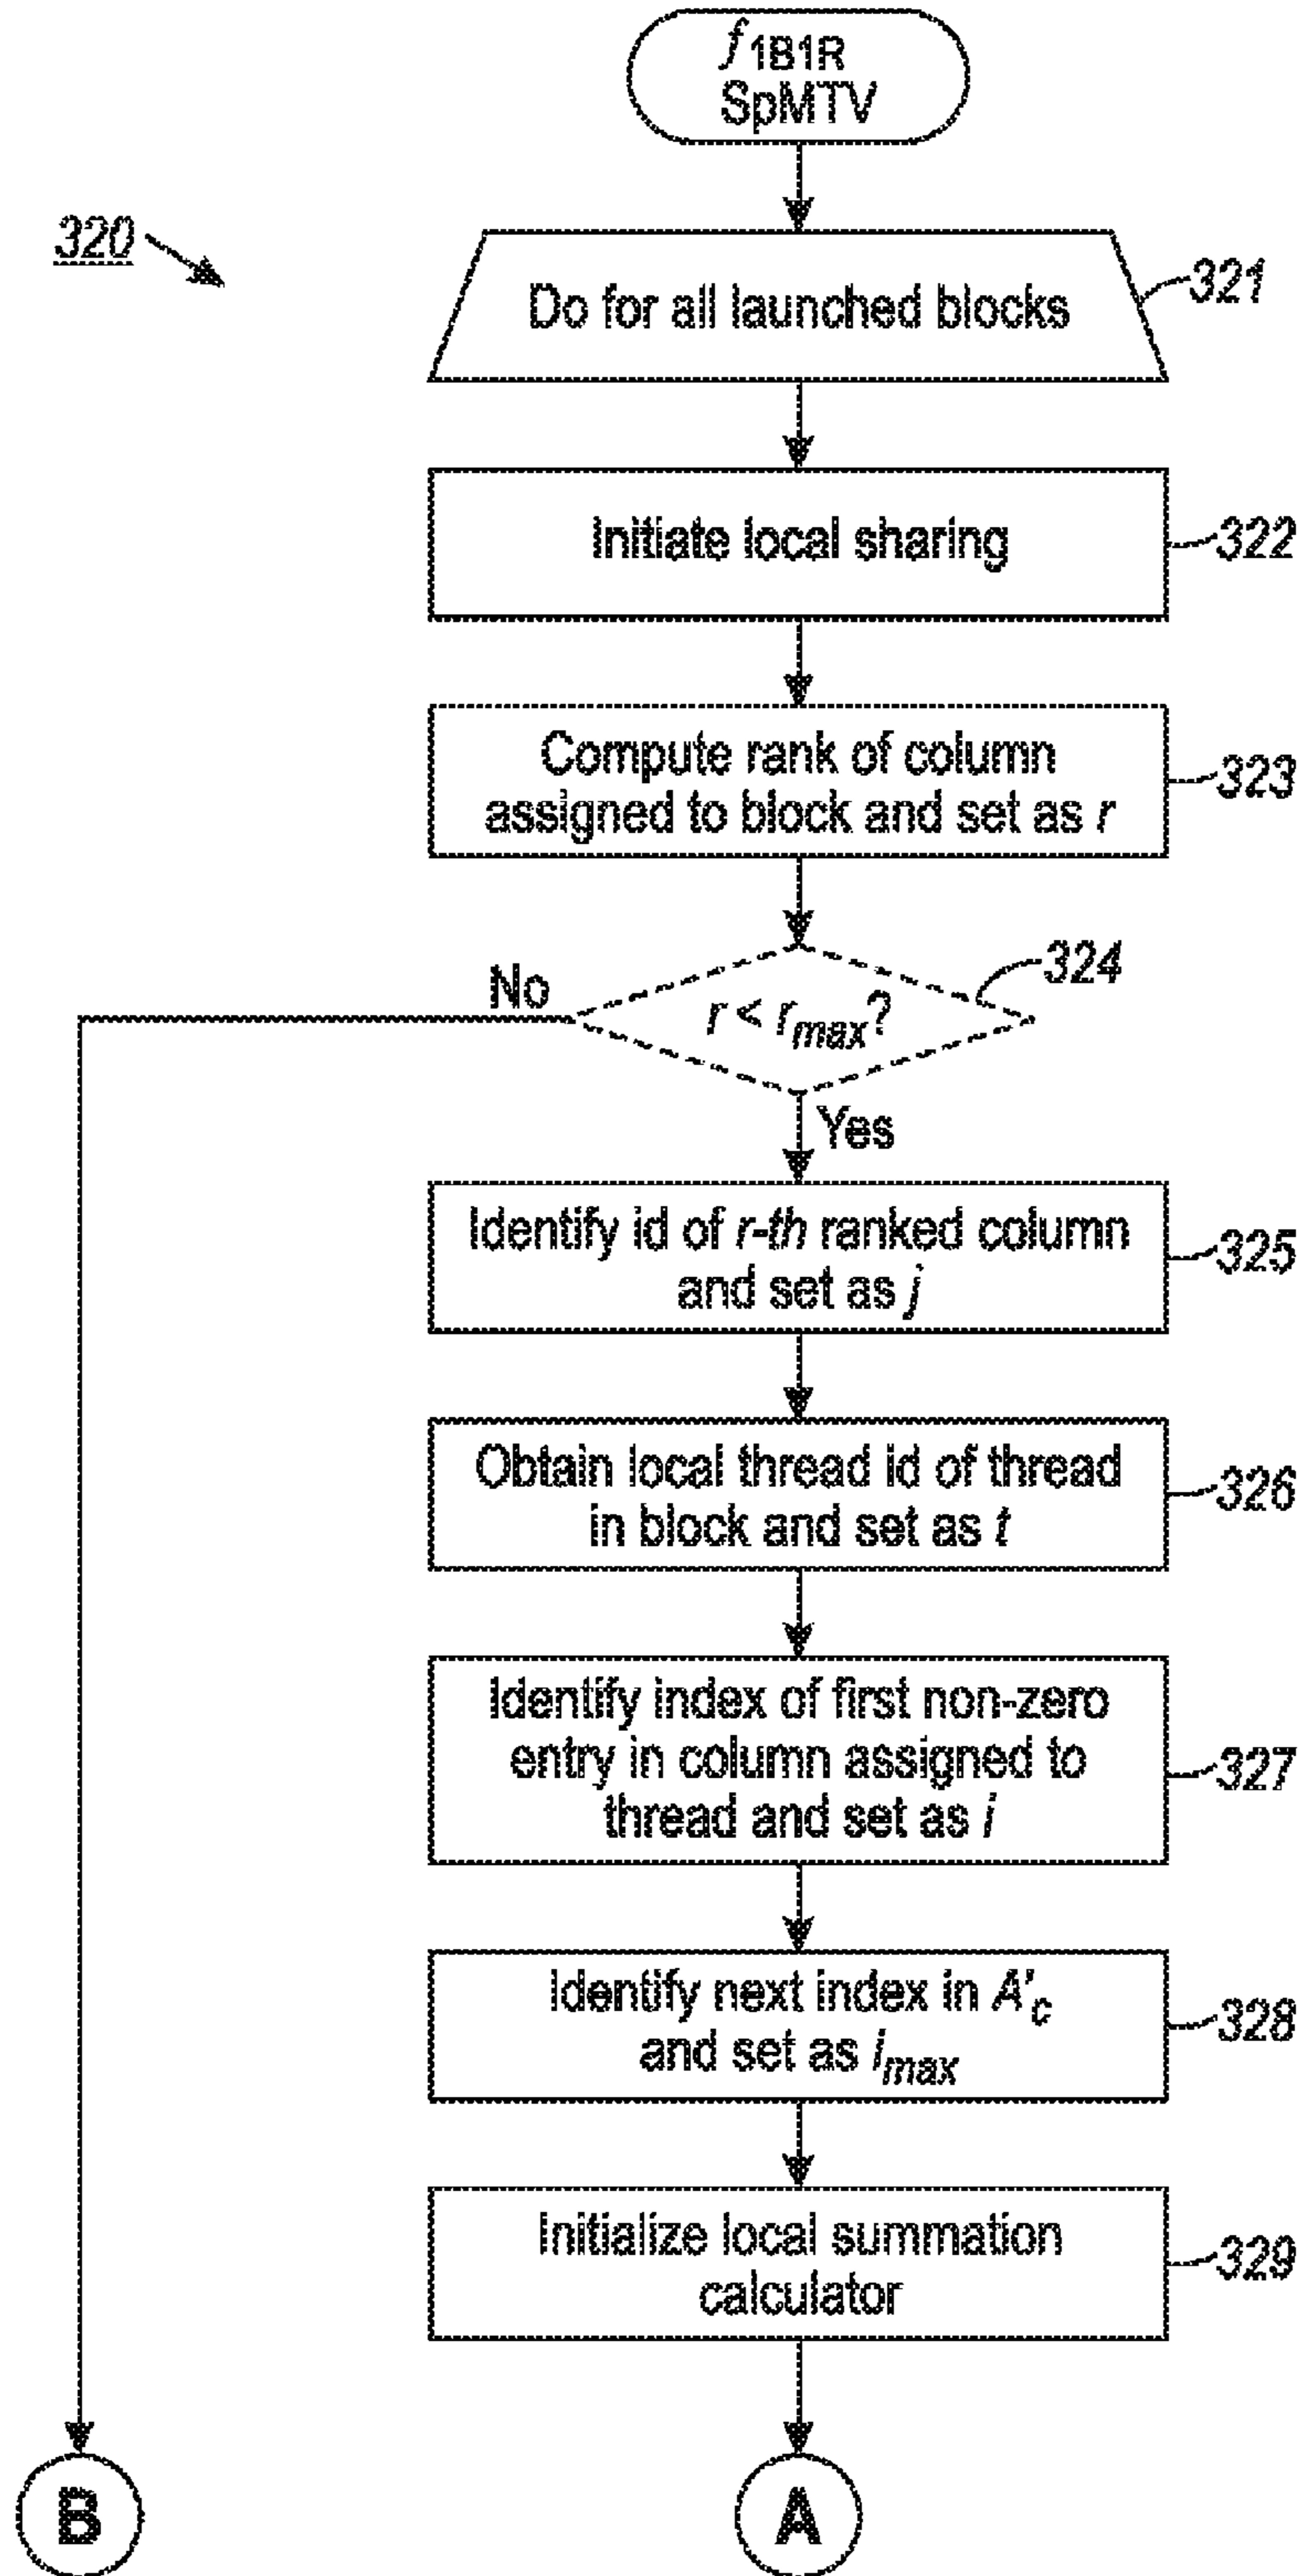 f1B1R
SpMTV
320
Do for all launched blocks
321
Initiate local sharing
322
Compute rank of column
assigned to block and set as r
323
No
r < rmax?
324
Yes
Identify id of r-th ranked column
and set as j
325
Obtain local thread id of thread
in block and set as t
326
Identify index of first non-zero
entry in column assigned to
thread and set as i
327
Identify next index in A'c
and set as imax
328
Initialize local summation
calculator
329
B
A